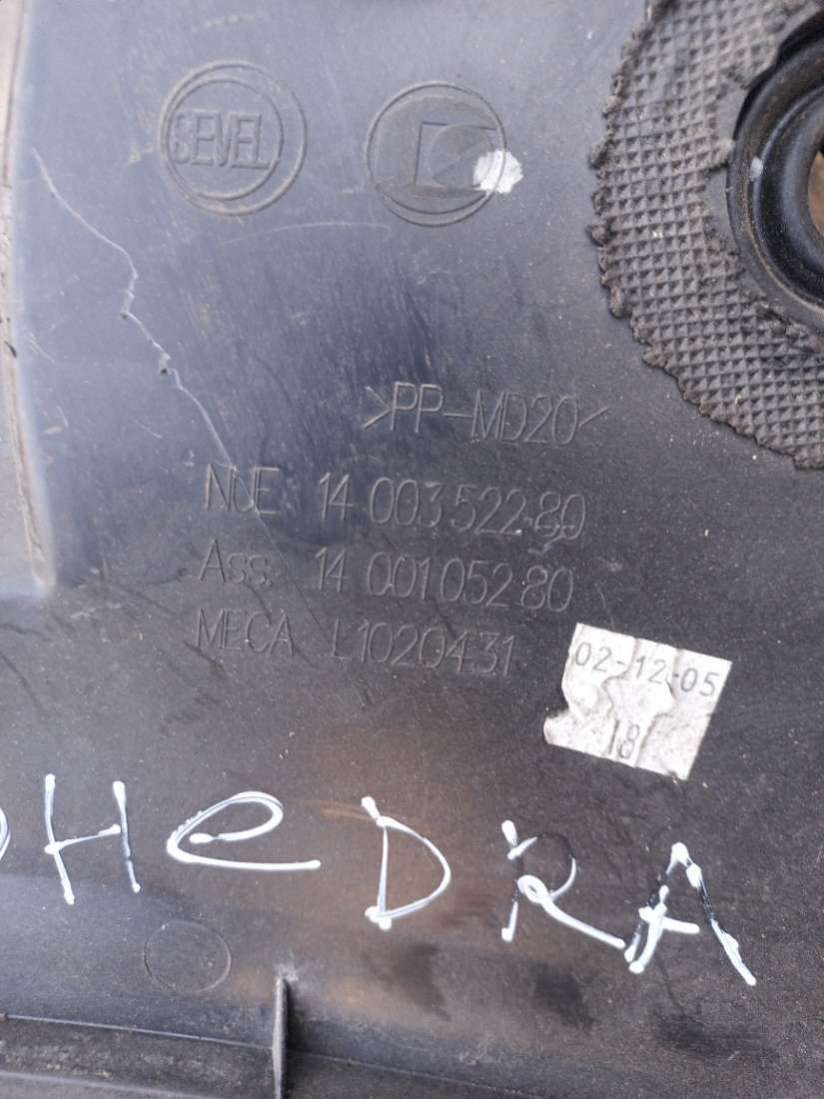 SEVEL
>PP-MD20<
NUE 14 003 522 80
Ass. 14 001 052 80
MECA L1020431
02-12-05
18
HeDRA